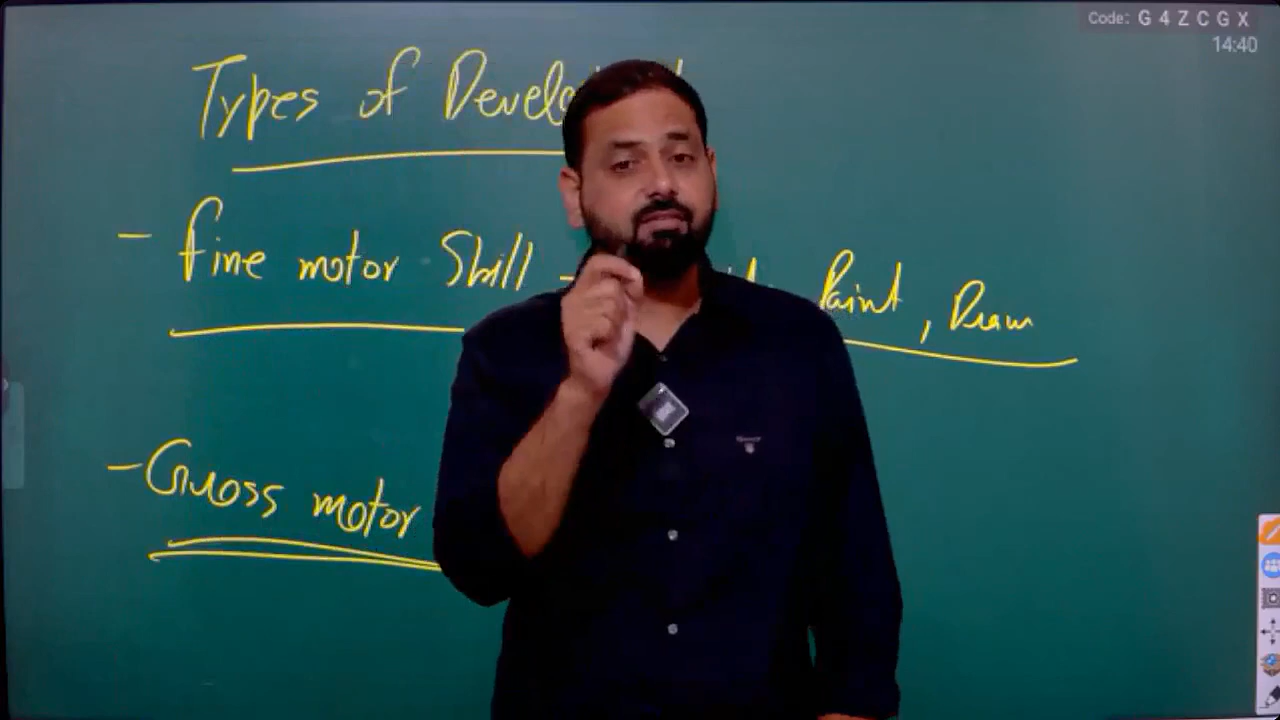 Code: G 4 Z C G X
14:40
Types of Develo
- fine motor Skill - Paint, Draw
- Gross motor